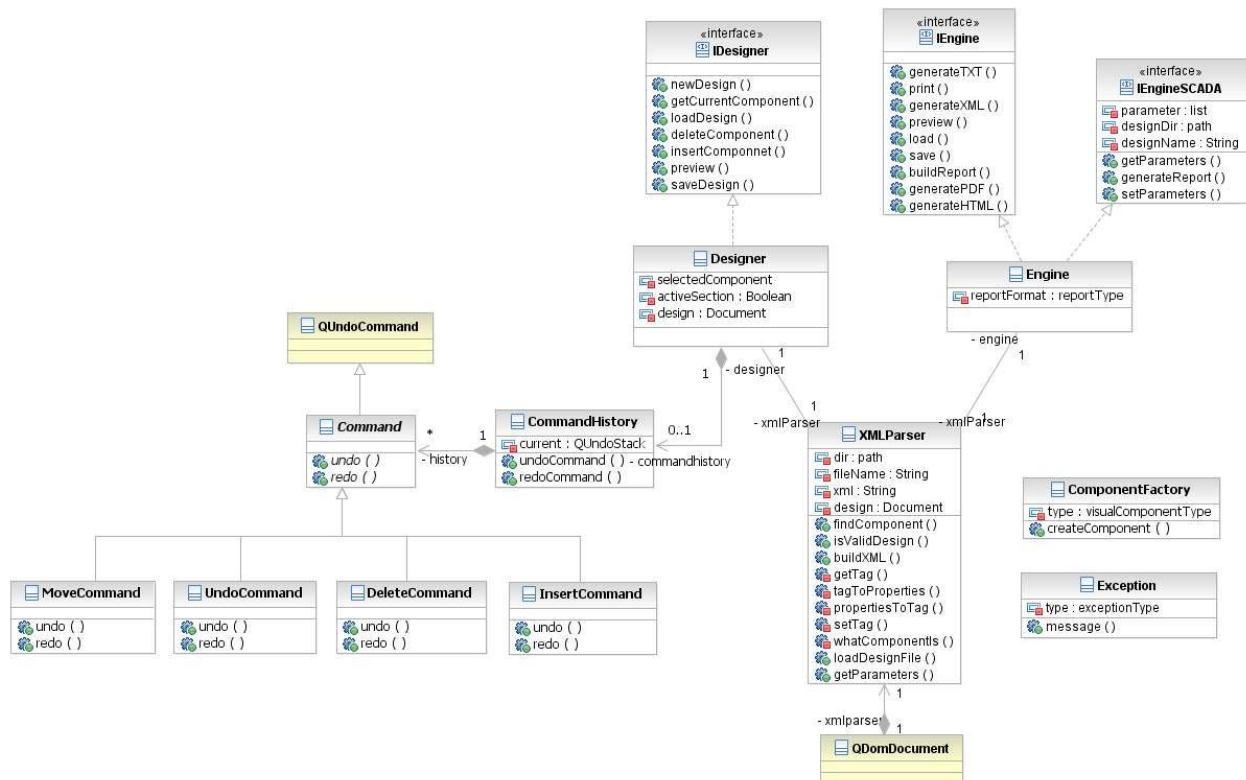 «interface»
IDesigner
newDesign ( )
getCurrentComponent ( )
loadDesign ( )
deleteComponent ( )
insertComponnet ( )
preview ( )
saveDesign ( )
«interface»
IEngine
generateTXT ( )
print ( )
generateXML ( )
preview ( )
load ( )
save ( )
buildReport ( )
generatePDF ( )
generateHTML ( )
«interface»
IEngineSCADA
parameter : list
designDir : path
designName : String
getParameters ( )
generateReport ( )
setParameters ( )
Designer
selectedComponent
activeSection : Boolean
design : Document
Engine
reportFormat : reportType
QUndoCommand
1
1
- designer
- engine
1
Command
undo ( )
redo ( )
*
- history
1
CommandHistory
current : QUndoStack
undoCommand ( )
redoCommand ( )
0..1
- commandhistory
1
- xmlParser
1
- xmlParser
XMLParser
dir : path
fileName : String
xml : String
design : Document
findComponent ( )
isValidDesign ( )
buildXML ( )
getTag ( )
tagToProperties ( )
propertiesToTag ( )
setTag ( )
whatComponentIs ( )
loadDesignFile ( )
getParameters ( )
ComponentFactory
type : visualComponentType
createComponent ( )
Exception
type : exceptionType
message ( )
MoveCommand
undo ( )
redo ( )
UndoCommand
undo ( )
redo ( )
DeleteCommand
undo ( )
redo ( )
InsertCommand
undo ( )
redo ( )
1
- xmlparser
1
QDomDocument